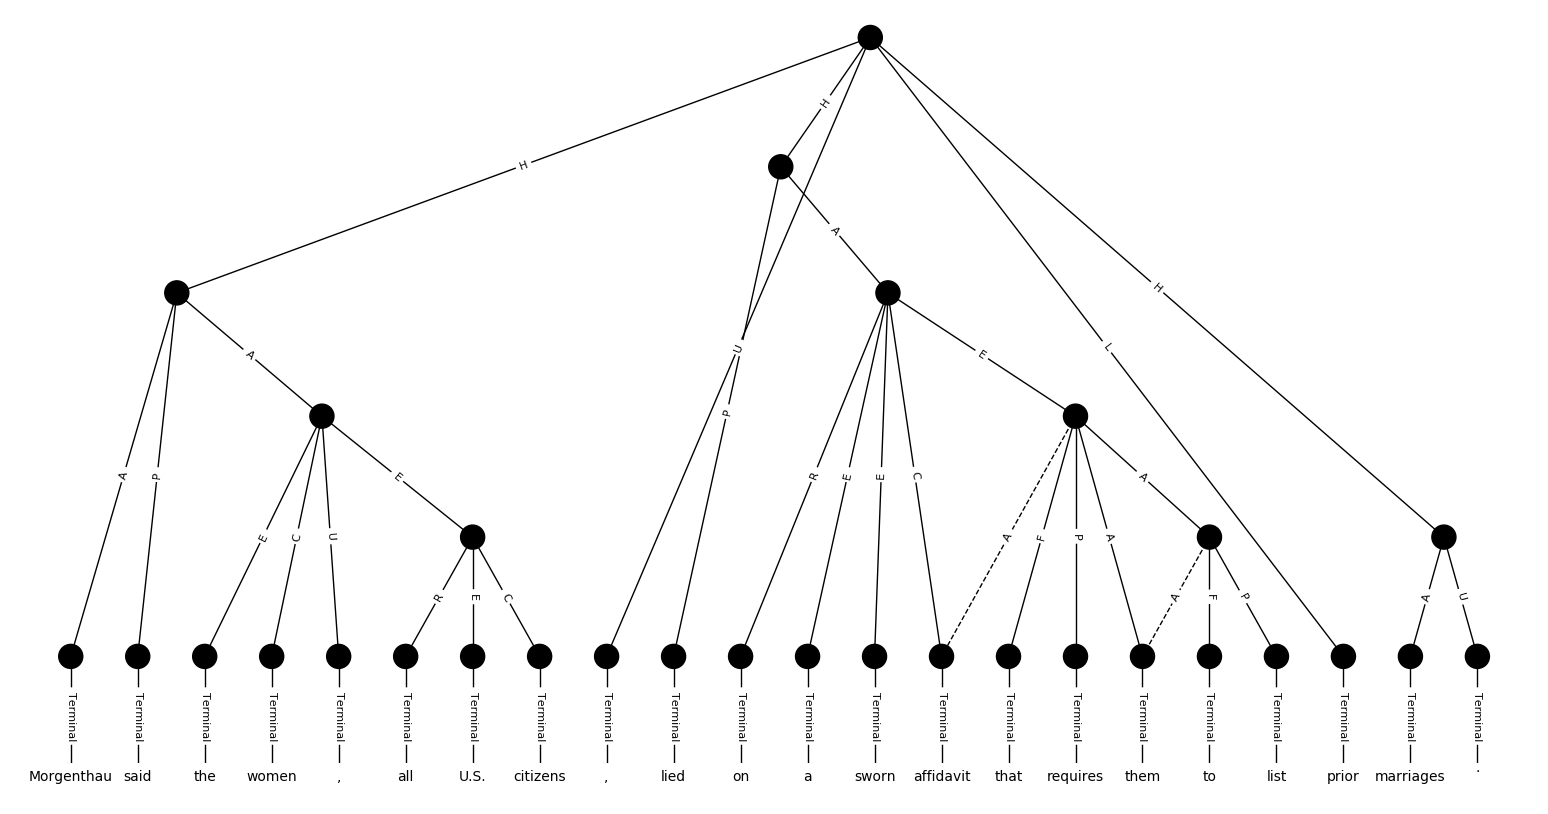 H
H
A
U
A
E
H
L
P
A
P
E
R
E
E
C
A
E
C
U
A
F
P
A
R
E
C
A
F
P
A
U
Terminal Terminal Terminal Terminal Terminal Terminal Terminal Terminal Terminal Terminal Terminal Terminal Terminal Terminal Terminal Terminal Terminal Terminal Terminal Terminal Terminal Terminal
Morgenthau said the women , all U.S. citizens , lied on a sworn affidavit that requires them to list prior marriages .